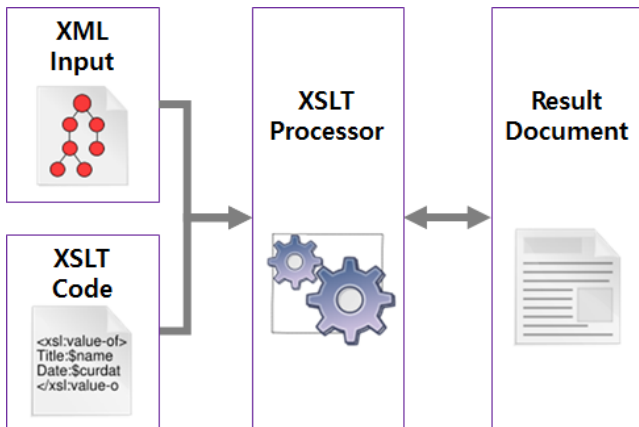 XML
Input
XSLT
Code
<xsl:value-of>
Title:$name
Date:$curdat
</xsl:value-o
XSLT
Processor
Result
Document